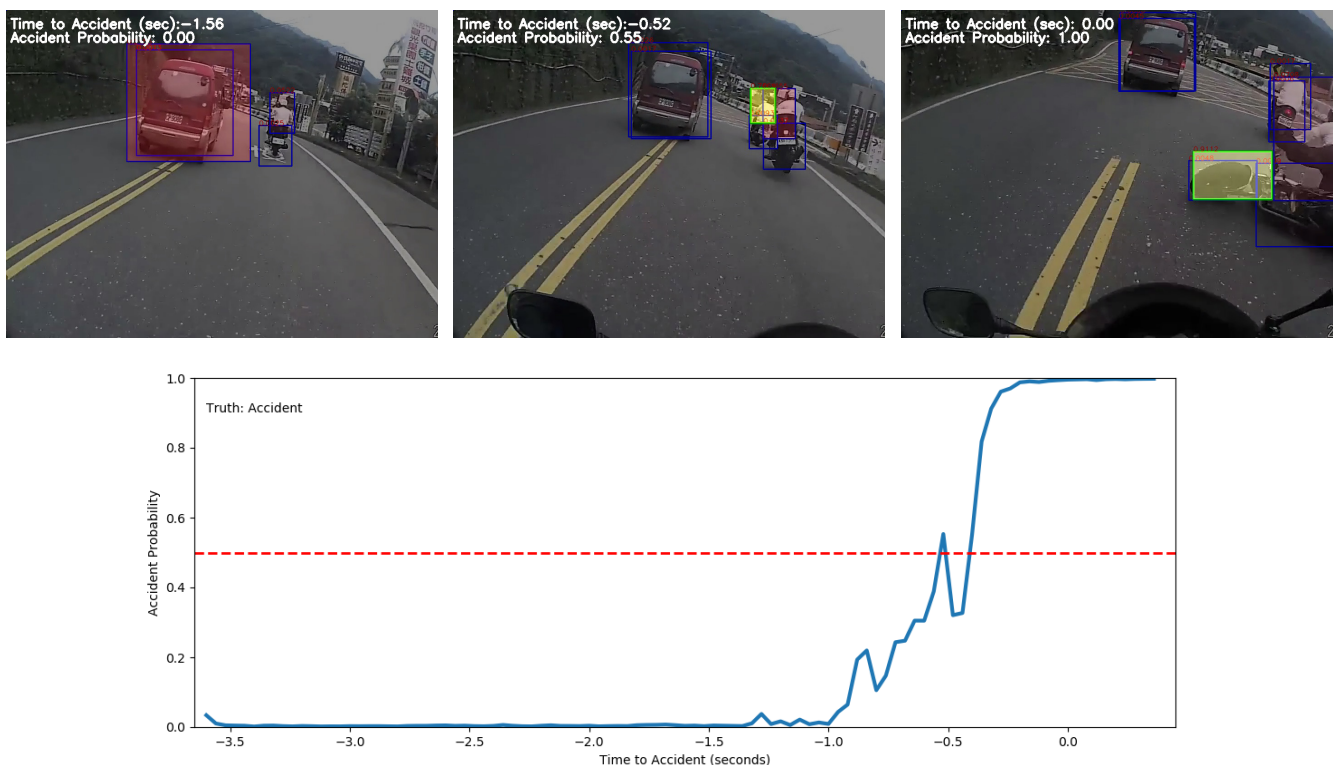 Time to Accident (sec):-1.56
Accident Probability: 0.00
Time to Accident (sec):-0.52
Accident Probability: 0.55
Time to Accident (sec): 0.00
Accident Probability: 1.00
1.0
0.8
0.6
0.4
0.2
0.0
Accident Probability
Truth: Accident
−3.5
−3.0
−2.5
−2.0
−1.5
−1.0
−0.5
0.0
Time to Accident (seconds)